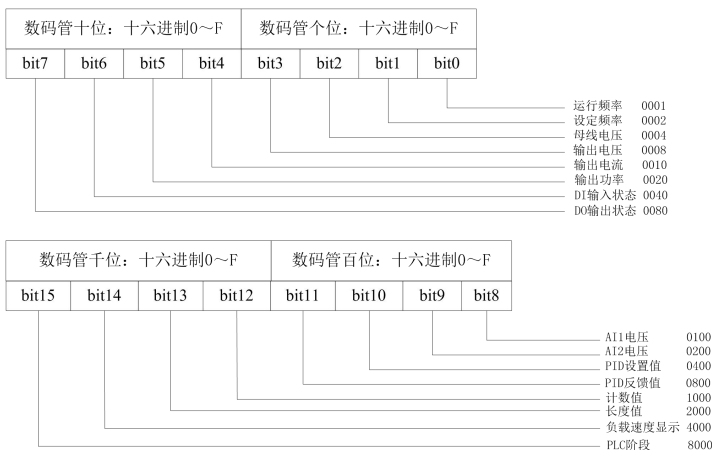 数码管十位：十六进制0～F 数码管个位：十六进制0～F
bit7 bit6 bit5 bit4 bit3 bit2 bit1 bit0
运行频率 0001
设定频率 0002
母线电压 0004
输出电压 0008
输出电流 0010
输出功率 0020
DI输入状态 0040
DO输出状态 0080
数码管千位：十六进制0～F 数码管百位：十六进制0～F
bit15 bit14 bit13 bit12 bit11 bit10 bit9 bit8
AI1电压 0100
AI2电压 0200
PID设置值 0400
PID反馈值 0800
计数值 1000
长度值 2000
负载速度显示 4000
PLC阶段 8000